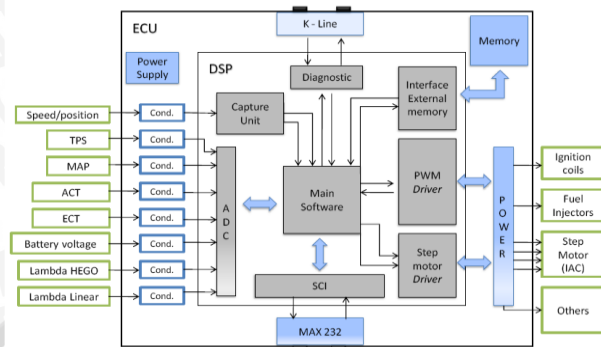 ECU
K - Line
Memory
Power
Supply
DSP
Diagnostic
Interface
External
memory
Capture
Unit
Speed/position
Cond.
TPS
Cond.
MAP
Cond.
ACT
Cond.
ECT
Cond.
Battery voltage
Cond.
Lambda HEGO
Cond.
Lambda Linear
Cond.
ADC
Main
Software
PWM
Driver
Step
motor
Driver
SCI
MAX 232
POWER
Ignition
coils
Fuel
Injectors
Step
Motor
(IAC)
Others